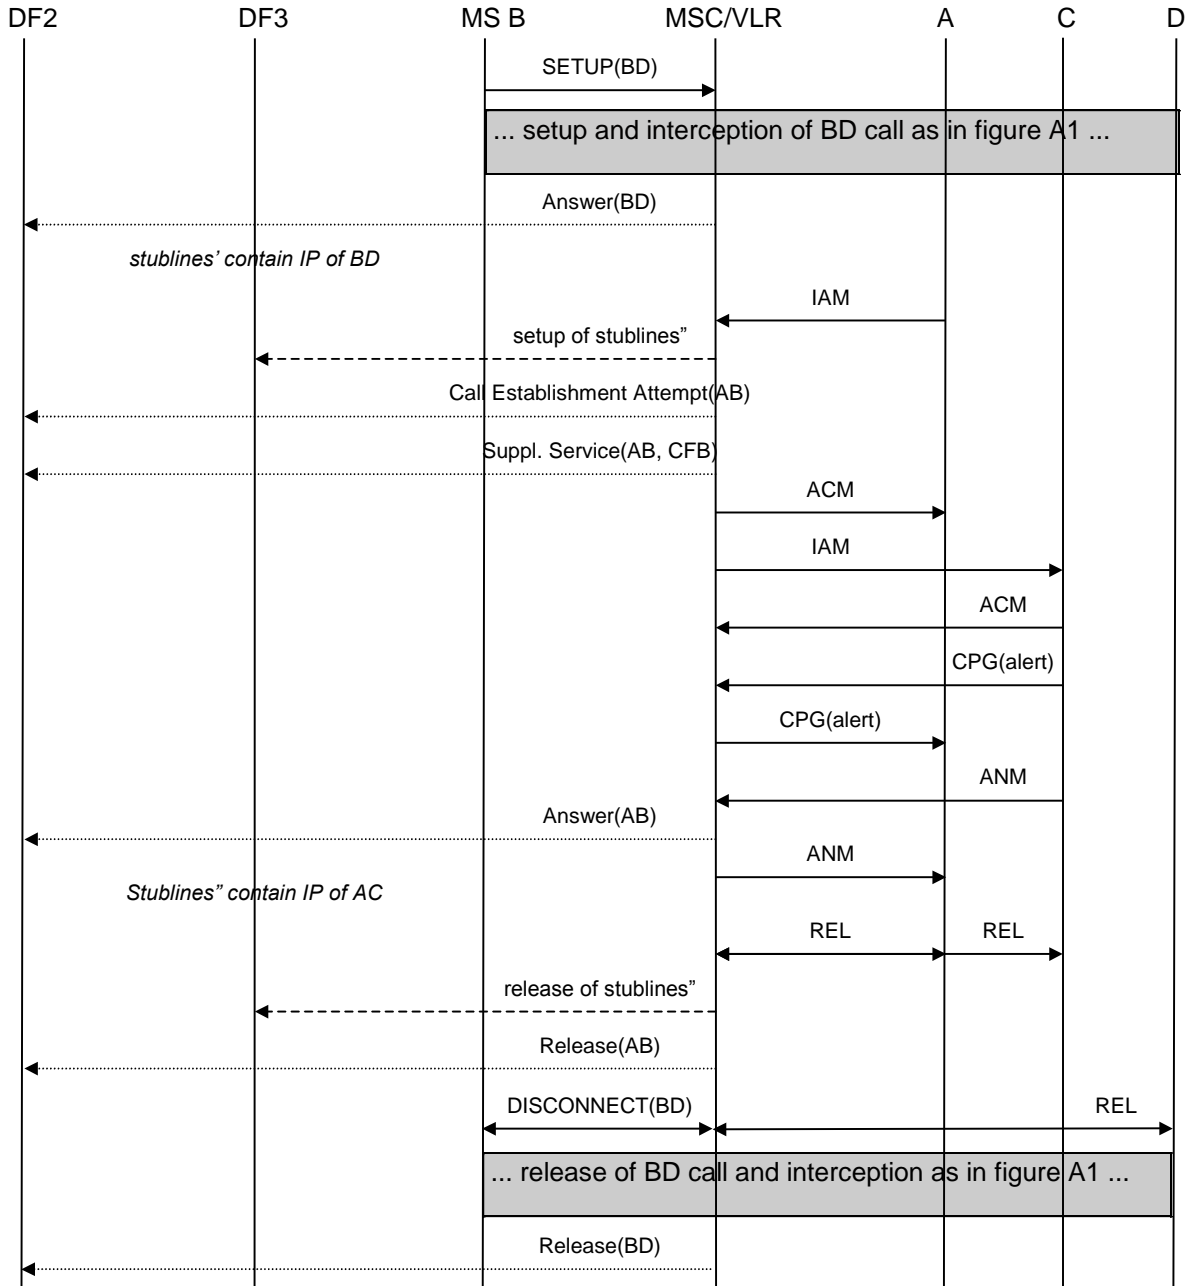 DF2 DF3 MS B MSC/VLR A C D
SETUP(BD)
... setup and interception of BD call as in figure A1 ...
Answer(BD)
stublines’ contain IP of BD
IAM
setup of stublines”
Call Establishment Attempt(AB)
Suppl. Service(AB, CFB)
ACM
IAM
ACM
CPG(alert)
CPG(alert)
ANM
Answer(AB)
ANM
Stublines” contain IP of AC
REL REL
release of stublines”
Release(AB)
DISCONNECT(BD) REL
... release of BD call and interception as in figure A1 ...
Release(BD)